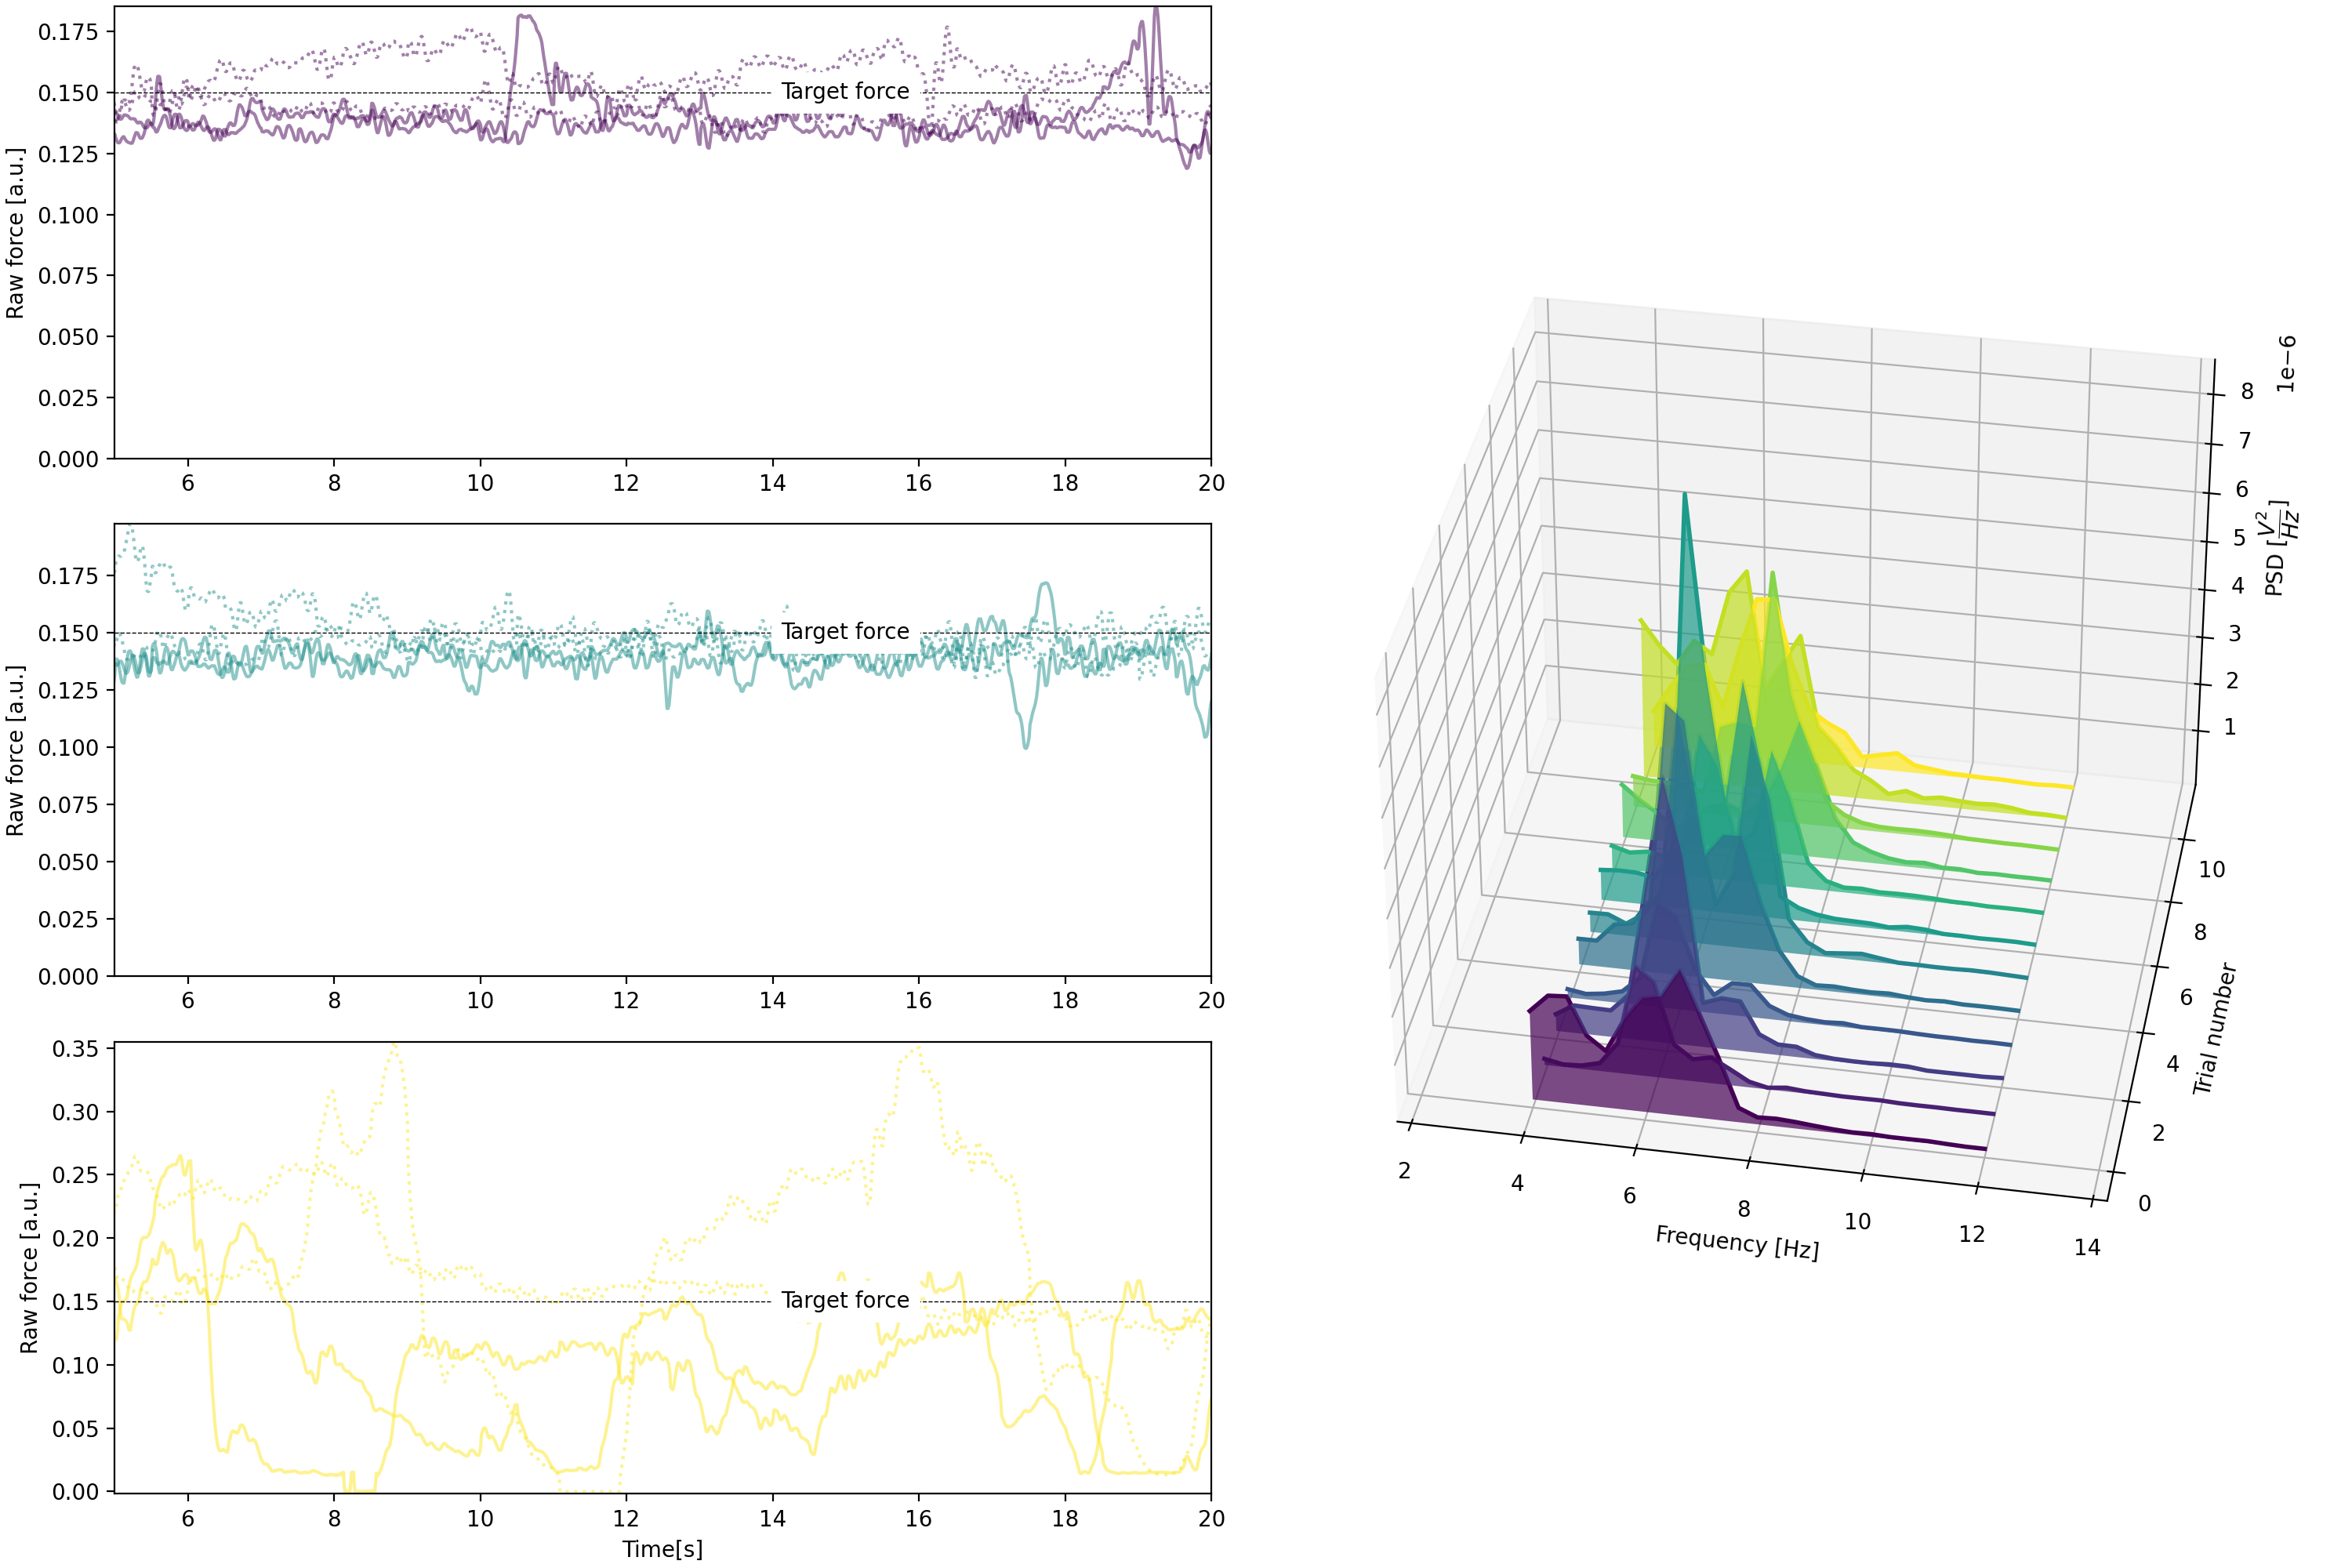 0.175
0.150
0.125
0.100
0.075
0.050
0.025
0.000
Raw force [a.u.]
Target force
6 8 10 12 14 16 18 20
0.175
0.150
0.125
0.100
0.075
0.050
0.025
0.000
Raw force [a.u.]
Target force
6 8 10 12 14 16 18 20
0.35
0.30
0.25
0.20
0.15
0.10
0.05
0.00
Raw force [a.u.]
Target force
6 8 10 12 14 16 18 20
Time[s]
1e−6
8
7
6
5
4
3
2
1
PSD [V²/Hz]
10
8
6
4
2
0
Trial number
2 4 6 8 10 12 14
Frequency [Hz]